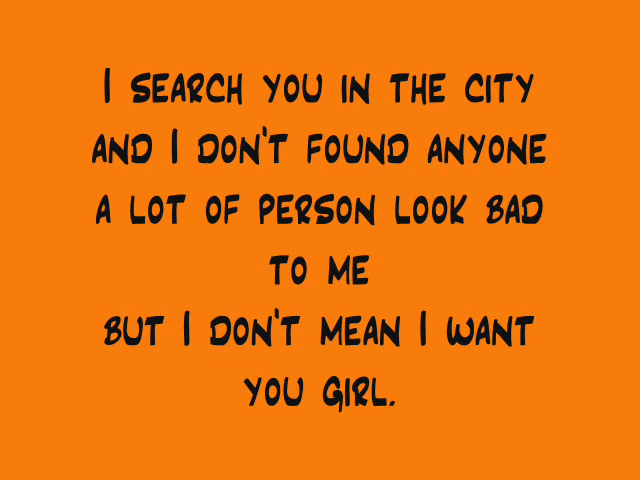 I SEARCH YOU IN THE CITY
AND I DON'T FOUND ANYONE
A LOT OF PERSON LOOK BAD
TO ME
BUT I DON'T MEAN I WANT
YOU GIRL.